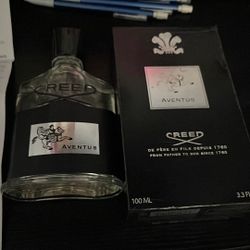 CREED
AVENTUS
AVENTUS
CREED
DE PÈRE EN FILS DEPUIS 1760
FROM FATHER TO SON SINCE 1760
100 ML
3.3 Fl